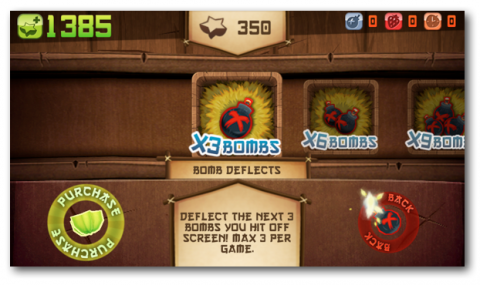 1385
350
0 0 0
X3 BOMBS
X6 BOMBS
X9 BOMB
BOMB DEFLECTS
PURCHASE
PURCHASE
DEFLECT THE NEXT 3
BOMBS YOU HIT OFF
SCREEN! MAX 3 PER
GAME.
BACK
BACK